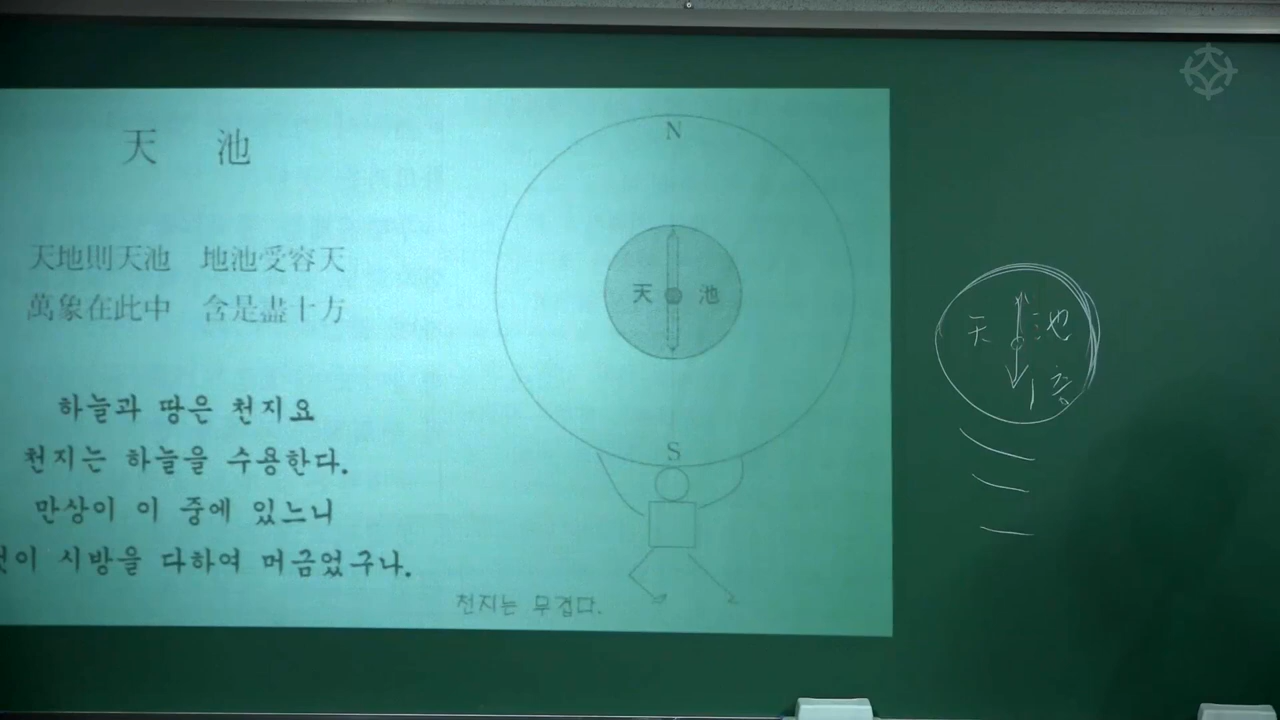 天 池
天地則天池 地池受容天
萬象在此中 含是盡十方
하늘과 땅은 천지요
천지는 하늘을 수용한다.
만상이 이 중에 있느니
것이 시방을 다하여 머금었구나.
N
天 池
S
천지는 무겁다.
天 池
1층